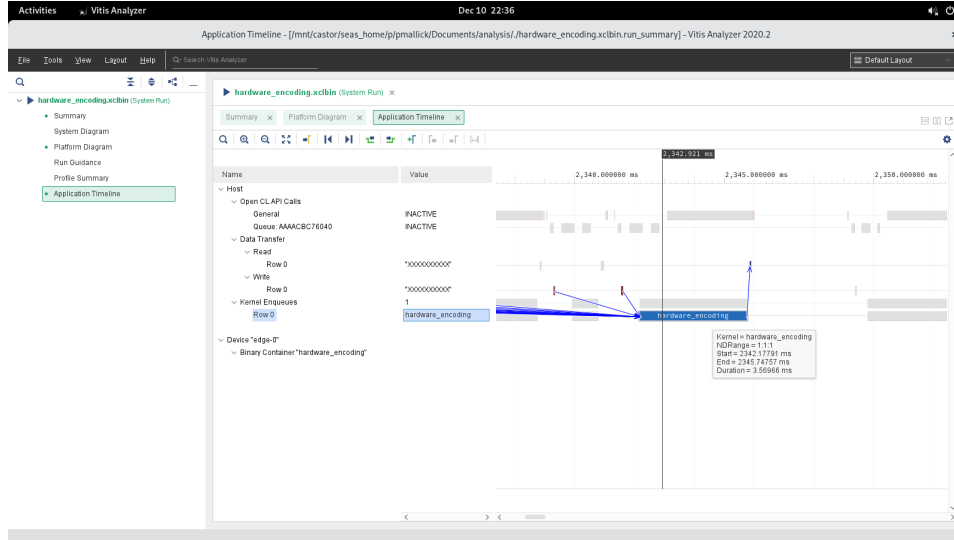 Activities Vitis Analyzer Dec 10 22:36
Application Timeline - [/mnt/castor/seas_home/p/pmallick/Documents/analysis/./hardware_encoding.xclbin.run_summary] - Vitis Analyzer 2020.2
File Tools View Layout Help Q- Search Vitis Analyzer Default Layout
hardware_encoding.xclbin (System Run)
Summary
System Diagram
Platform Diagram
Run Guidance
Profile Summary
Application Timeline
hardware_encoding.xclbin (System Run)
Summary Platform Diagram Application Timeline
2,342.921 ms
Name Value 2,340.000000 ms 2,345.000000 ms 2,350.000000 ms
Host
Open CL API Calls
General INACTIVE
Queue: AAAACBC76040 INACTIVE
Data Transfer
Read
Row 0 "XXXXXXXXXX"
Write
Row 0 "XXXXXXXXXX"
Kernel Enqueues 1
Row 0 hardware_encoding hardware_encoding
Device "edge-0"
Binary Container "hardware_encoding"
Kernel = hardware_encoding
NDRange = 1:1:1
Start = 2342.17791 ms
End = 2345.74757 ms
Duration = 3.56966 ms